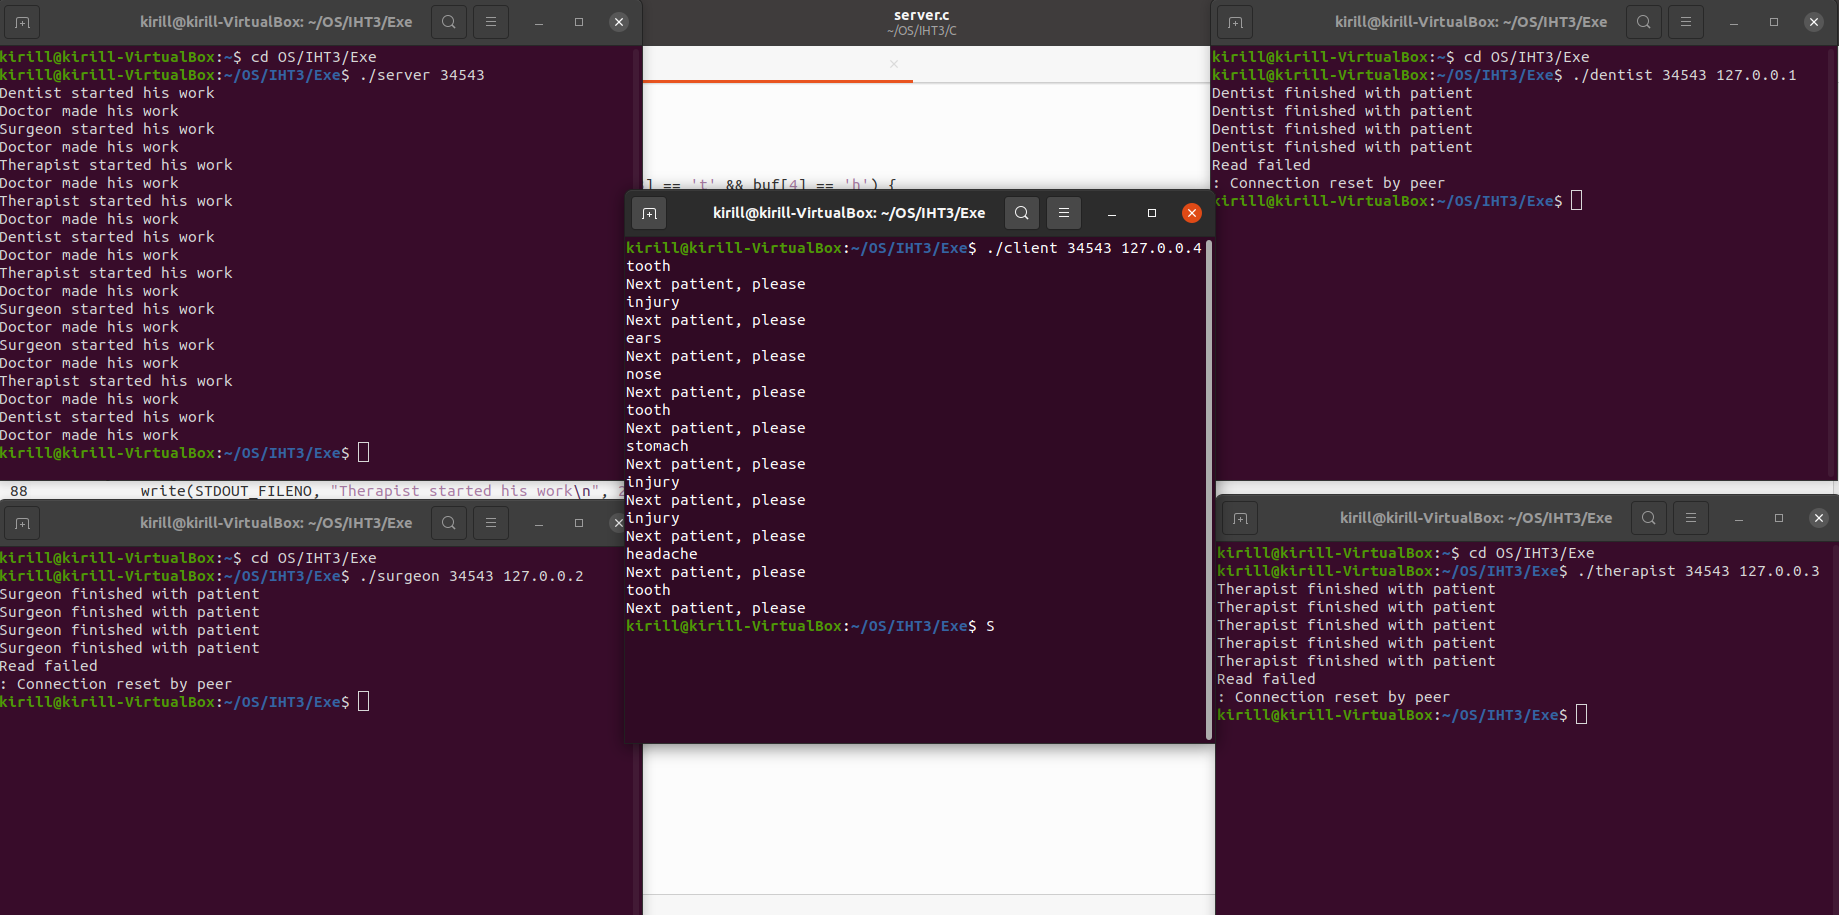 kirill@kirill-VirtualBox: ~/OS/IHT3/Exe
kirill@kirill-VirtualBox:~$ cd OS/IHT3/Exe
kirill@kirill-VirtualBox:~/OS/IHT3/Exe$ ./server 34543
Dentist started his work
Doctor made his work
Surgeon started his work
Doctor made his work
Therapist started his work
Doctor made his work
Therapist started his work
Doctor made his work
Dentist started his work
Doctor made his work
Therapist started his work
Doctor made his work
Surgeon started his work
Doctor made his work
Surgeon started his work
Doctor made his work
Therapist started his work
Doctor made his work
Dentist started his work
Doctor made his work
kirill@kirill-VirtualBox:~/OS/IHT3/Exe$
server.c
~/OS/IHT3/C
] == 't' && buf[4] == 'h') {
kirill@kirill-VirtualBox: ~/OS/IHT3/Exe
kirill@kirill-VirtualBox:~$ cd OS/IHT3/Exe
kirill@kirill-VirtualBox:~/OS/IHT3/Exe$ ./dentist 34543 127.0.0.1
Dentist finished with patient
Dentist finished with patient
Dentist finished with patient
Dentist finished with patient
Read failed
: Connection reset by peer
kirill@kirill-VirtualBox:~/OS/IHT3/Exe$
kirill@kirill-VirtualBox: ~/OS/IHT3/Exe
kirill@kirill-VirtualBox:~/OS/IHT3/Exe$ ./client 34543 127.0.0.4
tooth
Next patient, please
injury
Next patient, please
ears
Next patient, please
nose
Next patient, please
tooth
Next patient, please
stomach
Next patient, please
injury
Next patient, please
injury
Next patient, please
headache
Next patient, please
tooth
Next patient, please
kirill@kirill-VirtualBox:~/OS/IHT3/Exe$ S
88 write(STDOUT_FILENO, "Therapist started his work\n",
kirill@kirill-VirtualBox: ~/OS/IHT3/Exe
kirill@kirill-VirtualBox:~$ cd OS/IHT3/Exe
kirill@kirill-VirtualBox:~/OS/IHT3/Exe$ ./surgeon 34543 127.0.0.2
Surgeon finished with patient
Surgeon finished with patient
Surgeon finished with patient
Surgeon finished with patient
Read failed
: Connection reset by peer
kirill@kirill-VirtualBox:~/OS/IHT3/Exe$
kirill@kirill-VirtualBox: ~/OS/IHT3/Exe
kirill@kirill-VirtualBox:~$ cd OS/IHT3/Exe
kirill@kirill-VirtualBox:~/OS/IHT3/Exe$ ./therapist 34543 127.0.0.3
Therapist finished with patient
Therapist finished with patient
Therapist finished with patient
Therapist finished with patient
Therapist finished with patient
Read failed
: Connection reset by peer
kirill@kirill-VirtualBox:~/OS/IHT3/Exe$